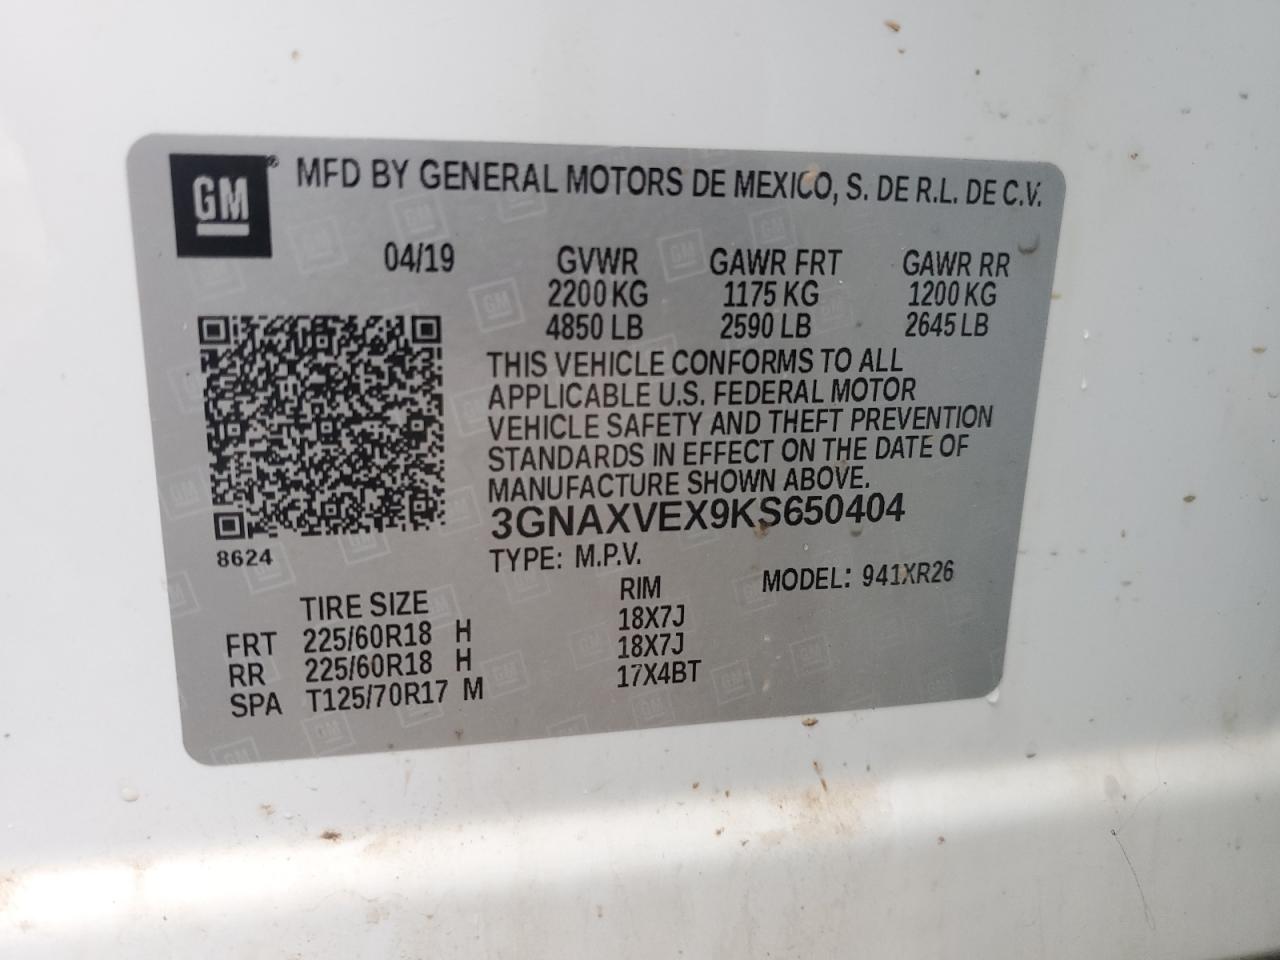 GM ® MFD BY GENERAL MOTORS DE MEXICO, S. DE R.L. DE C.V.
04/19 GVWR GAWR FRT GAWR RR
2200 KG 1175 KG 1200 KG
4850 LB 2590 LB 2645 LB
THIS VEHICLE CONFORMS TO ALL
APPLICABLE U.S. FEDERAL MOTOR
VEHICLE SAFETY AND THEFT PREVENTION
STANDARDS IN EFFECT ON THE DATE OF
MANUFACTURE SHOWN ABOVE.
3GNAXVEX9KS650404
8624
TYPE: M.P.V. MODEL: 941XR26
TIRE SIZE RIM
FRT 225/60R18 H 18X7J
RR 225/60R18 H 18X7J
SPA T125/70R17 M 17X4BT